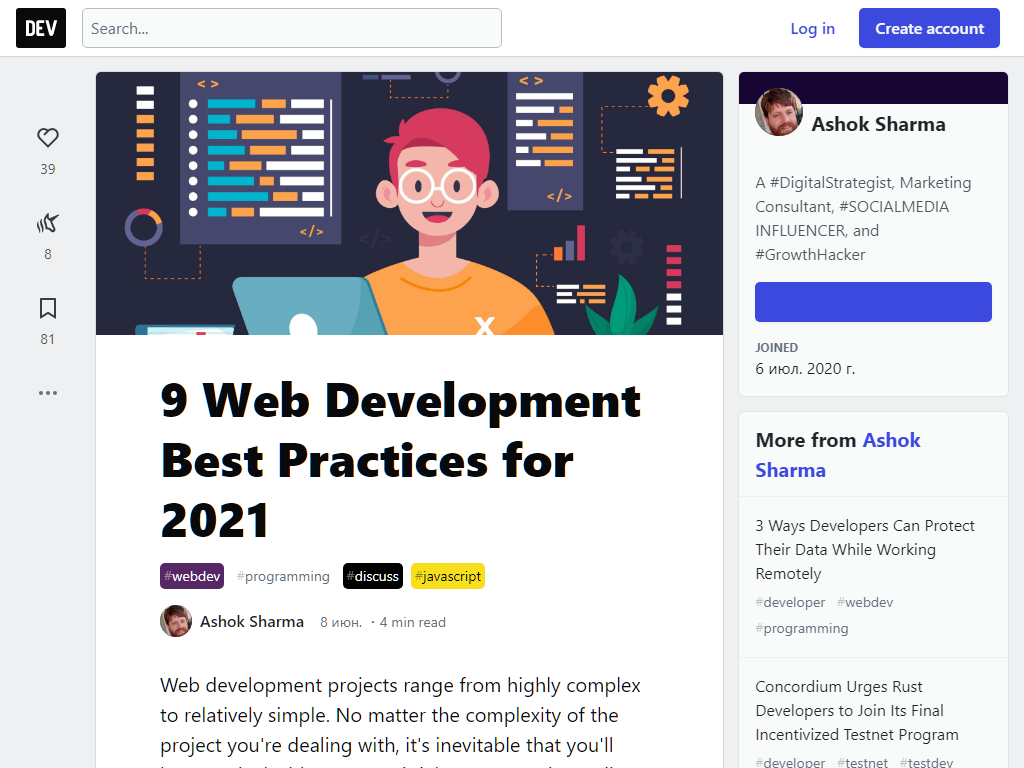 DEV
Search...
Log in
Create account
39
8
81
9 Web Development
Best Practices for
2021
#webdev #programming #discuss #javascript
Ashok Sharma 8 июн. · 4 min read
Web development projects range from highly complex
to relatively simple. No matter the complexity of the
project you're dealing with, it's inevitable that you'll
Ashok Sharma
A #DigitalStrategist, Marketing
Consultant, #SOCIALMEDIA
INFLUENCER, and
#GrowthHacker
JOINED
6 июл. 2020 г.
More from Ashok
Sharma
3 Ways Developers Can Protect
Their Data While Working
Remotely
#developer #webdev
#programming
Concordium Urges Rust
Developers to Join Its Final
Incentivized Testnet Program
#developer #testnet #testdev